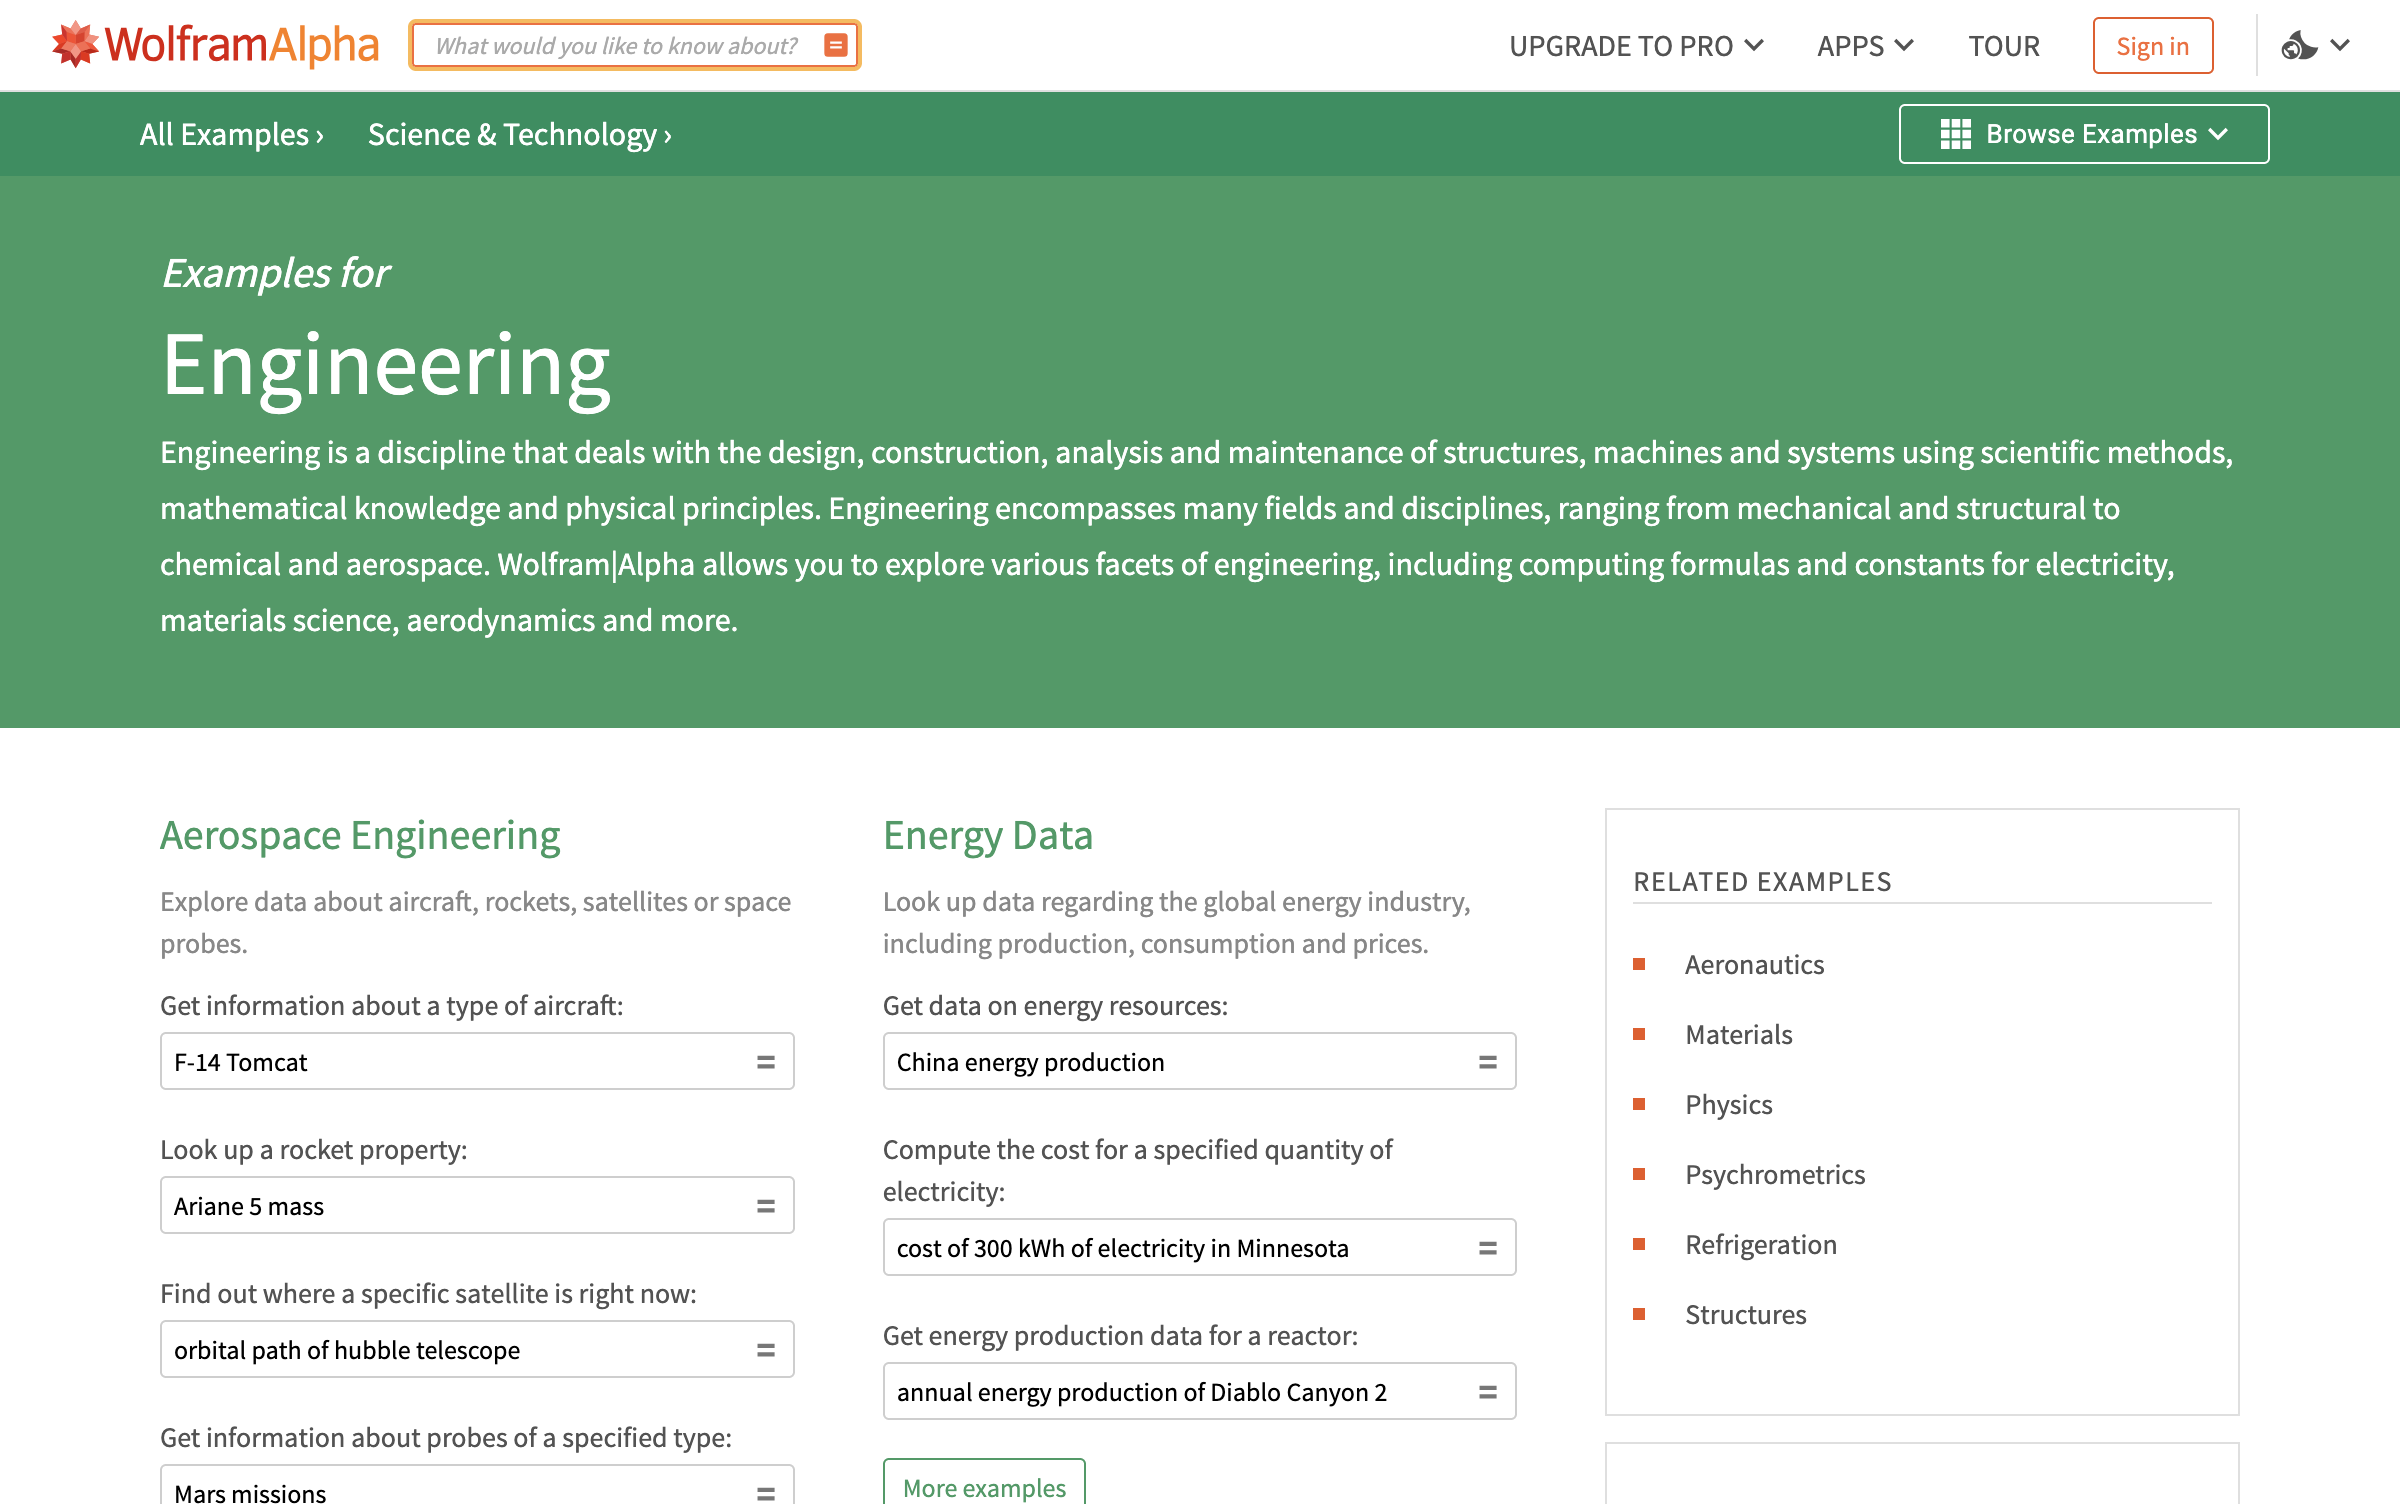 WolframAlpha
What would you like to know about?
UPGRADE TO PRO
APPS
TOUR
Sign in
All Examples ›
Science & Technology ›
Browse Examples
Examples for
Engineering
Engineering is a discipline that deals with the design, construction, analysis and maintenance of structures, machines and systems using scientific methods,
mathematical knowledge and physical principles. Engineering encompasses many fields and disciplines, ranging from mechanical and structural to
chemical and aerospace. Wolfram|Alpha allows you to explore various facets of engineering, including computing formulas and constants for electricity,
materials science, aerodynamics and more.
Aerospace Engineering
Explore data about aircraft, rockets, satellites or space
probes.
Get information about a type of aircraft:
F-14 Tomcat
Look up a rocket property:
Ariane 5 mass
Find out where a specific satellite is right now:
orbital path of hubble telescope
Get information about probes of a specified type:
Mars missions
Energy Data
Look up data regarding the global energy industry,
including production, consumption and prices.
Get data on energy resources:
China energy production
Compute the cost for a specified quantity of
electricity:
cost of 300 kWh of electricity in Minnesota
Get energy production data for a reactor:
annual energy production of Diablo Canyon 2
More examples
RELATED EXAMPLES
Aeronautics
Materials
Physics
Psychrometrics
Refrigeration
Structures